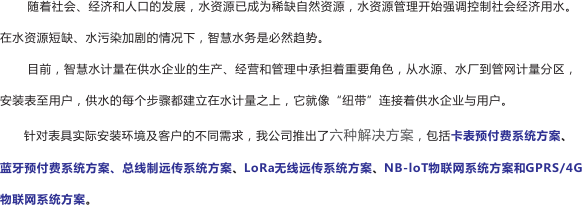 随着社会、经济和人口的发展，水资源已成为稀缺自然资源，水资源管理开始强调控制社会经济用水。
在水资源短缺、水污染加剧的情况下，智慧水务是必然趋势。
目前，智慧水计量在供水企业的生产、经营和管理中承担着重要角色，从水源、水厂到管网计量分区，
安装表至用户，供水的每个步骤都建立在水计量之上，它就像“纽带”连接着供水企业与用户。
针对表具实际安装环境及客户的不同需求，我公司推出了六种解决方案，包括卡表预付费系统方案、
蓝牙预付费系统方案、总线制远传系统方案、LoRa无线远传系统方案、NB-IoT物联网系统方案和GPRS/4G
物联网系统方案。